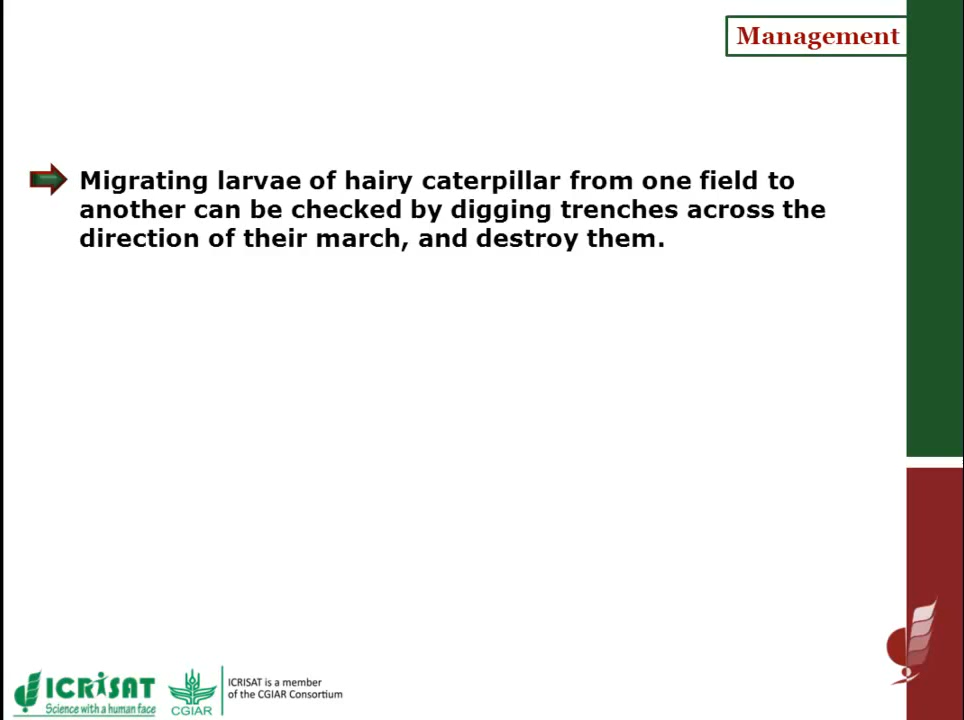 Management
Migrating larvae of hairy caterpillar from one field to
another can be checked by digging trenches across the
direction of their march, and destroy them.
ICRISAT
Science with a human face
CGIAR
ICRISAT is a member
of the CGIAR Consortium